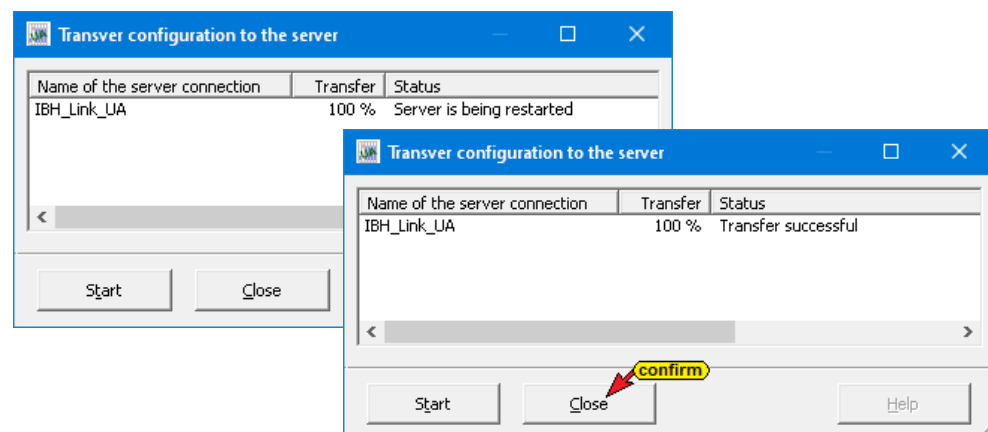 Transver configuration to the server
Name of the server connection Transfer Status
IBH_Link_UA 100 % Server is being restarted
Start Close
Transver configuration to the server
Name of the server connection Transfer Status
IBH_Link_UA 100 % Transfer successful
confirm
Start Close Help